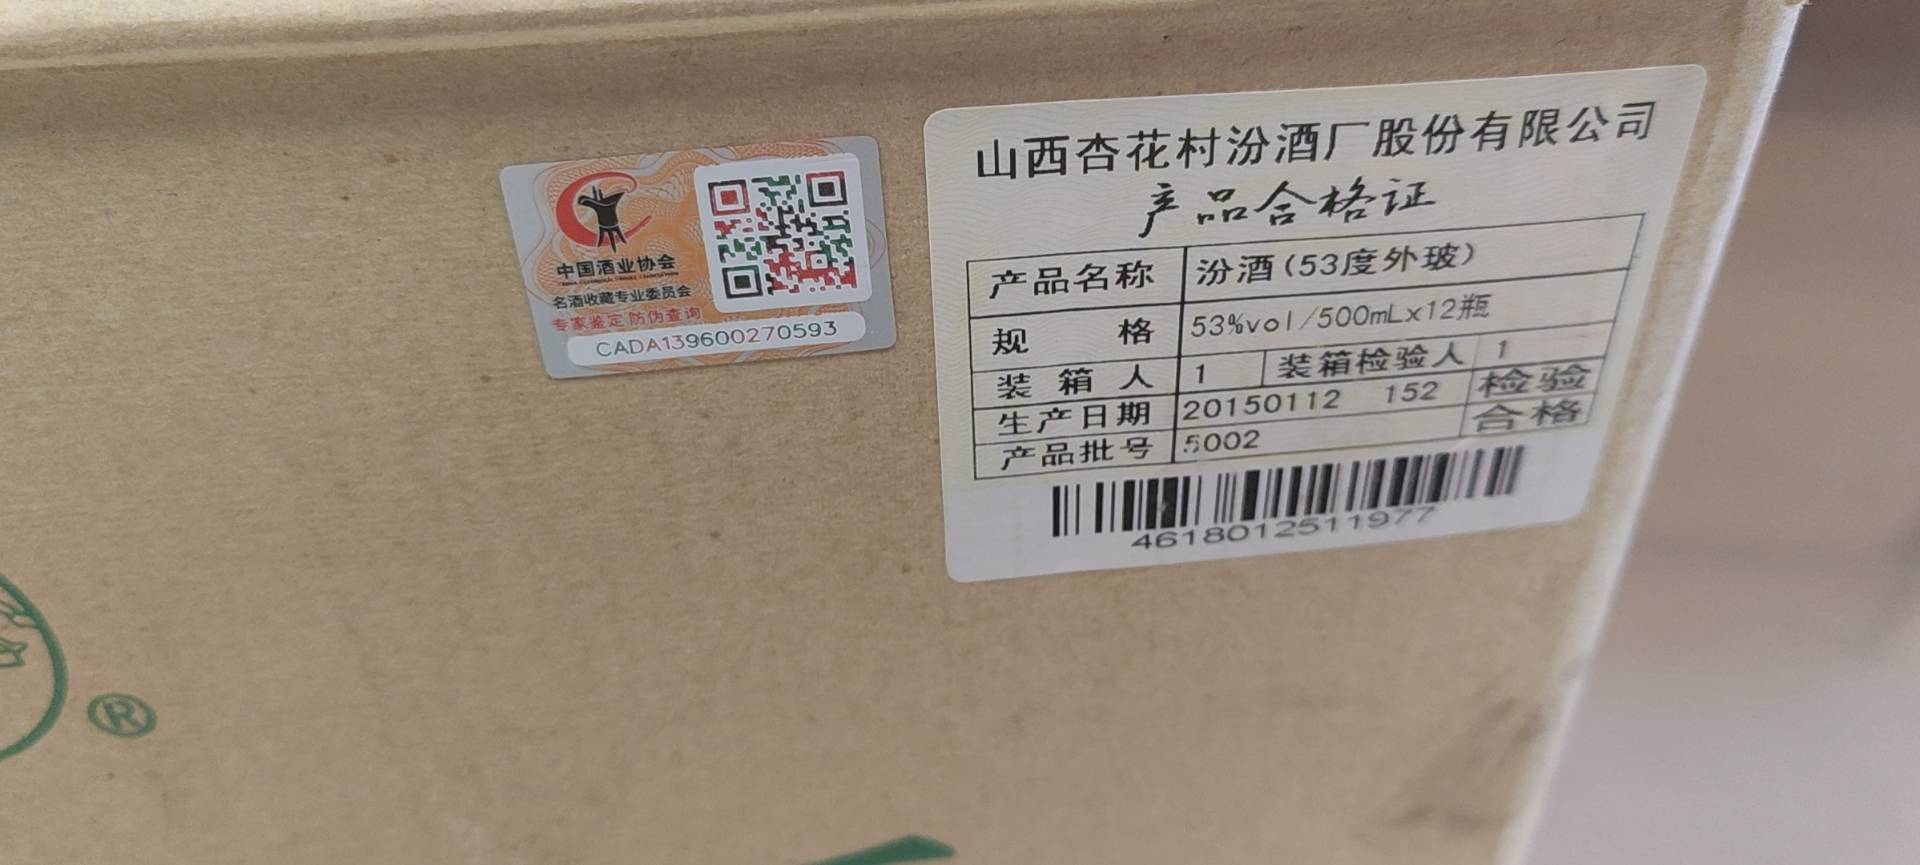 中国酒业协会
名酒收藏专业委员会
专家鉴定 防伪查询
CADA139600270593
山西杏花村汾酒厂股份有限公司
产品合格证
产品名称 汾酒(53度外玻)
规 格 53%vol/500mLx12瓶
装 箱 人 1 装箱检验人 1
生产日期 20150112 152 检验
产品批号 5002 合格
4618012511977
®